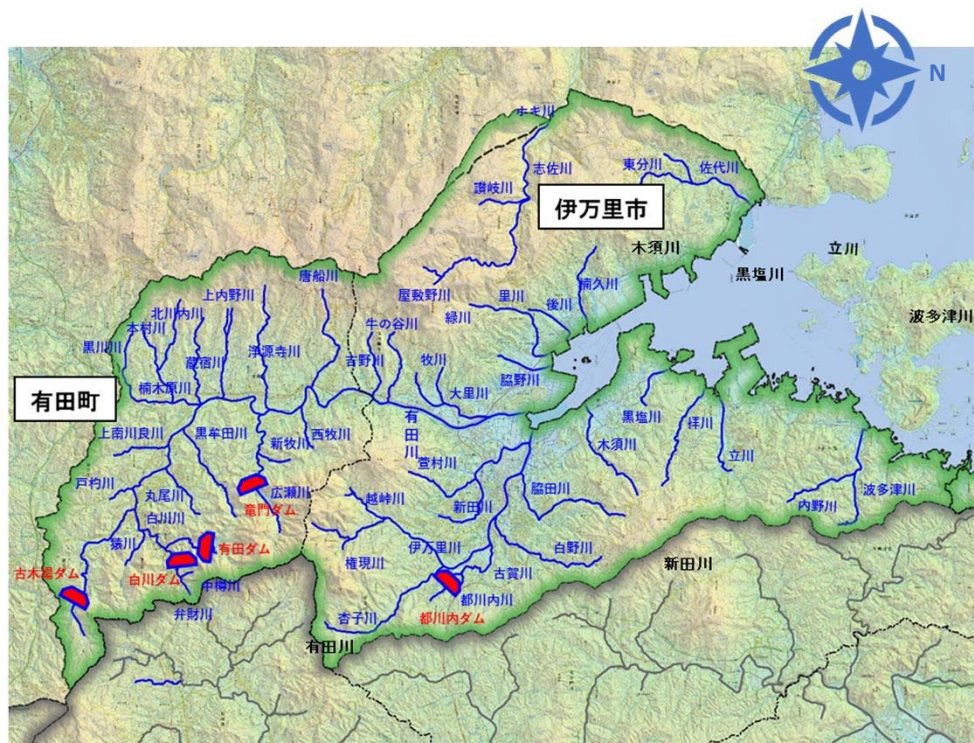 N
ホキ川
志佐川
讃岐川
東分川
佐代川
伊万里市
木須川
立川
黒塩川
波多津川
唐船川
上内野川
北川内川
本村川
黒川川
蔵宿川
浄源寺川
楠木原川
屋敷野川
里川
楠久川
後川
緑川
牛の谷川
吉野川
牧川
大里川
脇野川
有田町
上南川良川
黒牟田川
新牧川
西牧川
有田川
萱村川
黒塩川
木須川
拝川
立川
戸杓川
丸尾川
白川川
猿川
広瀬川
竜門ダム
有田ダム
白川ダム
古木場ダム
中樽川
弁財川
越峠川
新田川
脇田川
伊万里川
権現川
白野川
古賀川
都川内川
都川内ダム
杏子川
有田川
内野川
波多津川
新田川